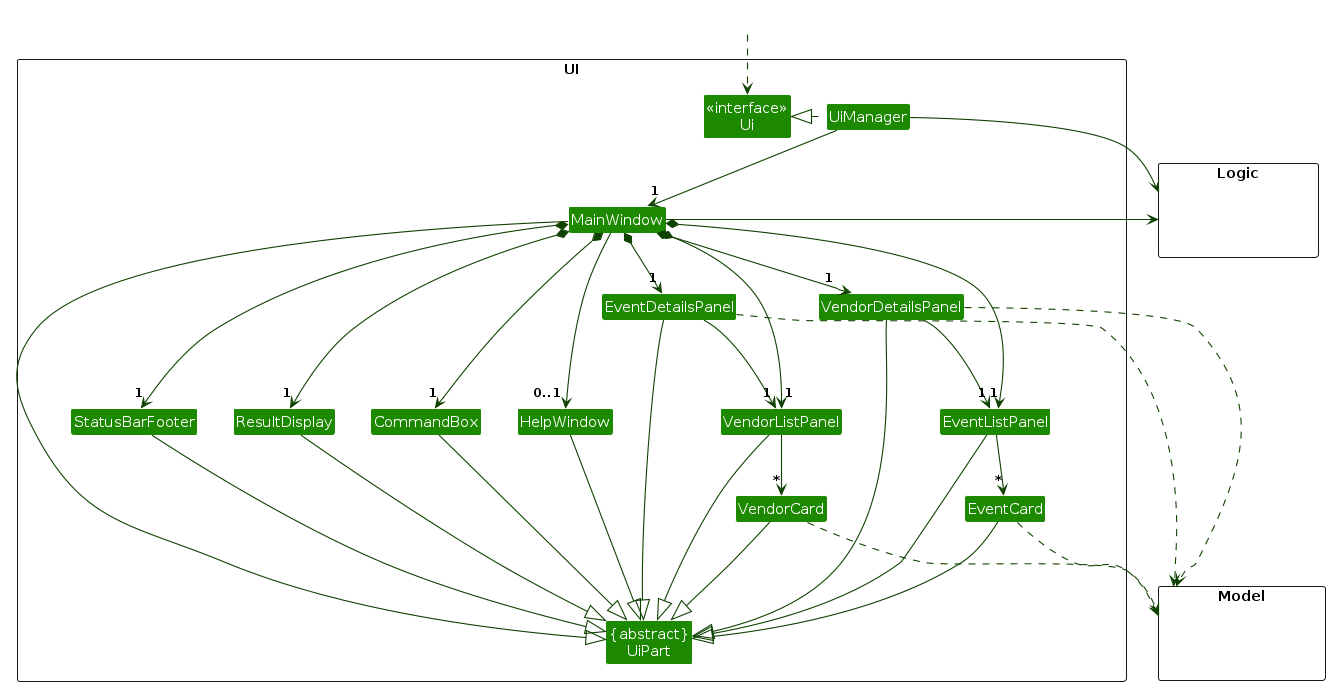 UI
«interface»
Ui
UiManager
Logic
1
MainWindow
1
1
EventDetailsPanel
VendorDetailsPanel
1
1
1
0..1
1
1
1
1
StatusBarFooter
ResultDisplay
CommandBox
HelpWindow
VendorListPanel
EventListPanel
*
*
VendorCard
EventCard
Model
{abstract}
UiPart